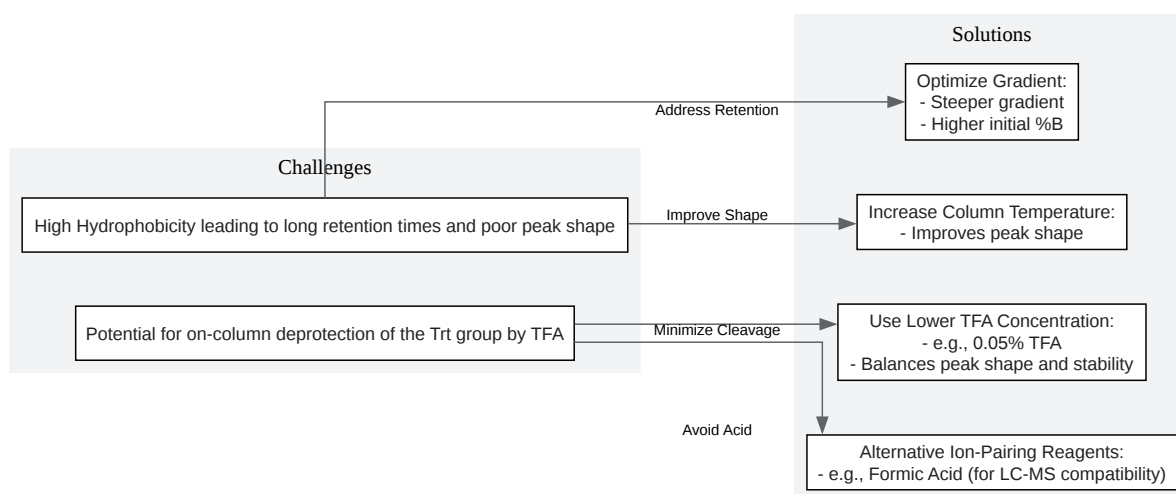 Solutions
Optimize Gradient:
- Steeper gradient
- Higher initial %B
Address Retention
Challenges
High Hydrophobicity leading to long retention times and poor peak shape
Improve Shape
Increase Column Temperature:
- Improves peak shape
Potential for on-column deprotection of the Trt group by TFA
Minimize Cleavage
Use Lower TFA Concentration:
- e.g., 0.05% TFA
- Balances peak shape and stability
Avoid Acid
Alternative Ion-Pairing Reagents:
- e.g., Formic Acid (for LC-MS compatibility)